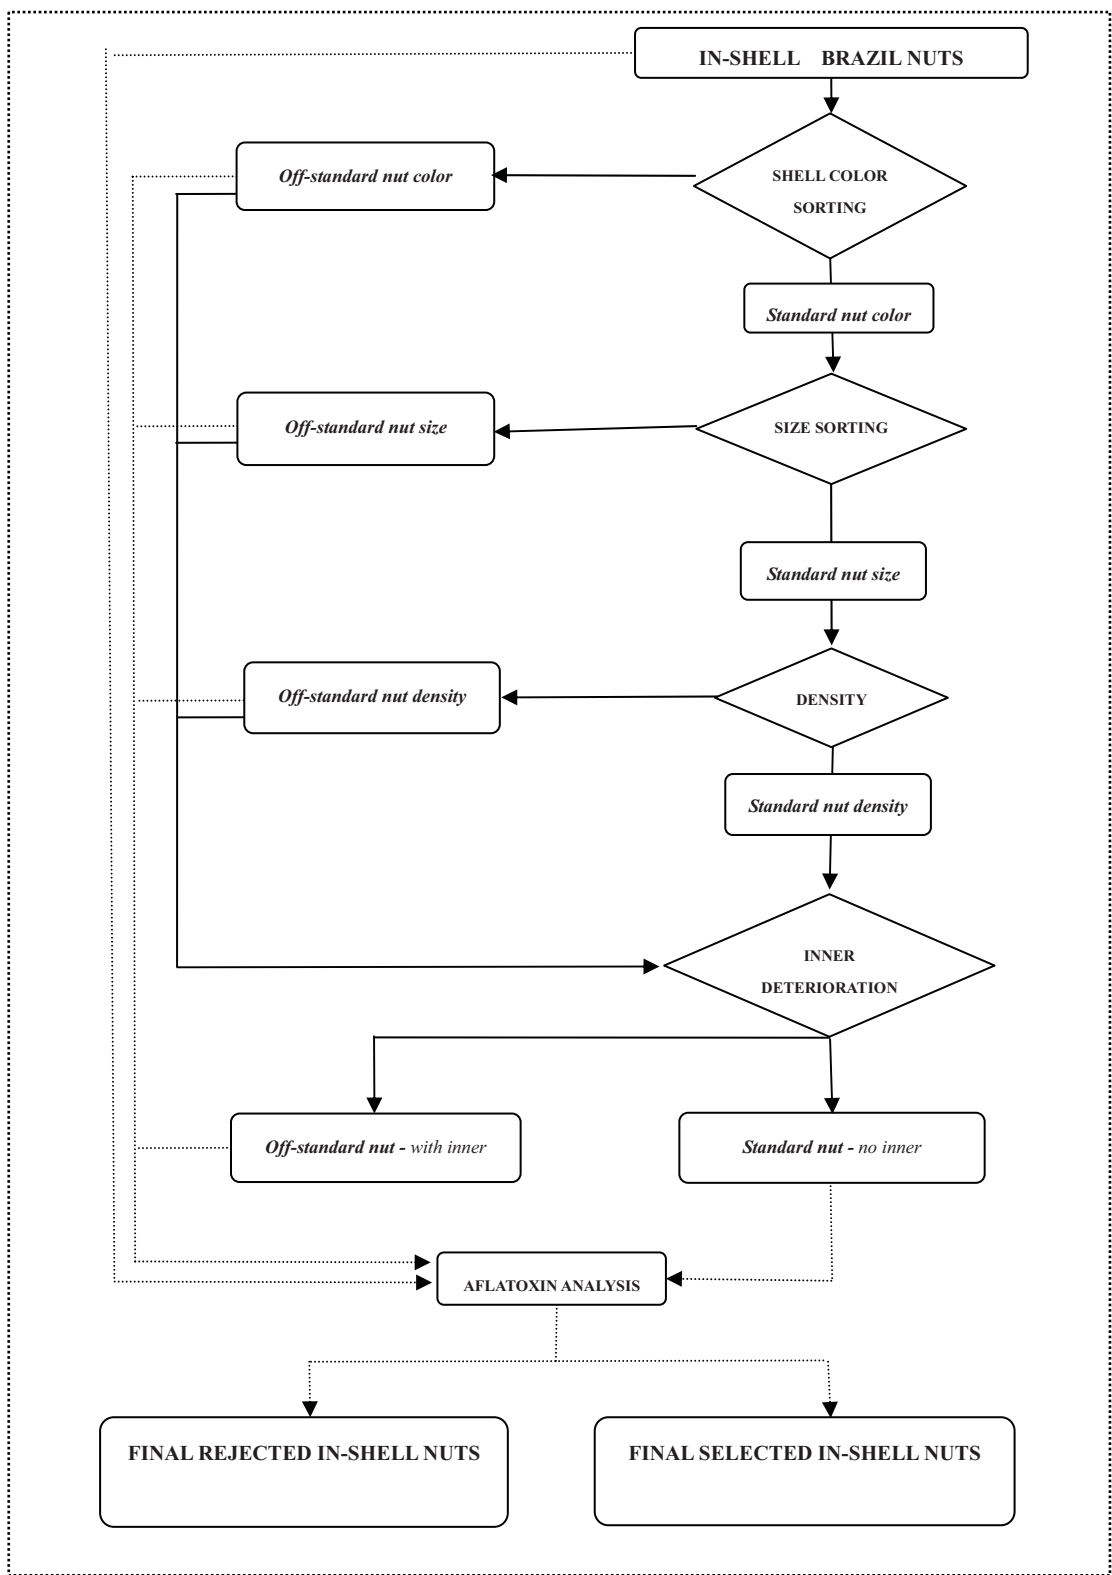 IN-SHELL BRAZIL NUTS
Off-standard nut color
SHELL COLOR
SORTING
Standard nut color
Off-standard nut size
SIZE SORTING
Standard nut size
Off-standard nut density
DENSITY
Standard nut density
INNER
DETERIORATION
Off-standard nut - with inner
Standard nut - no inner
AFLATOXIN ANALYSIS
FINAL REJECTED IN-SHELL NUTS
FINAL SELECTED IN-SHELL NUTS